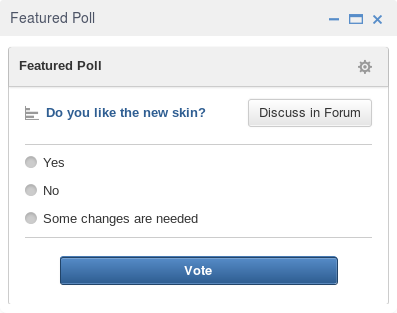 Featured Poll
Featured Poll
Do you like the new skin?
Discuss in Forum
Yes
No
Some changes are needed
Vote